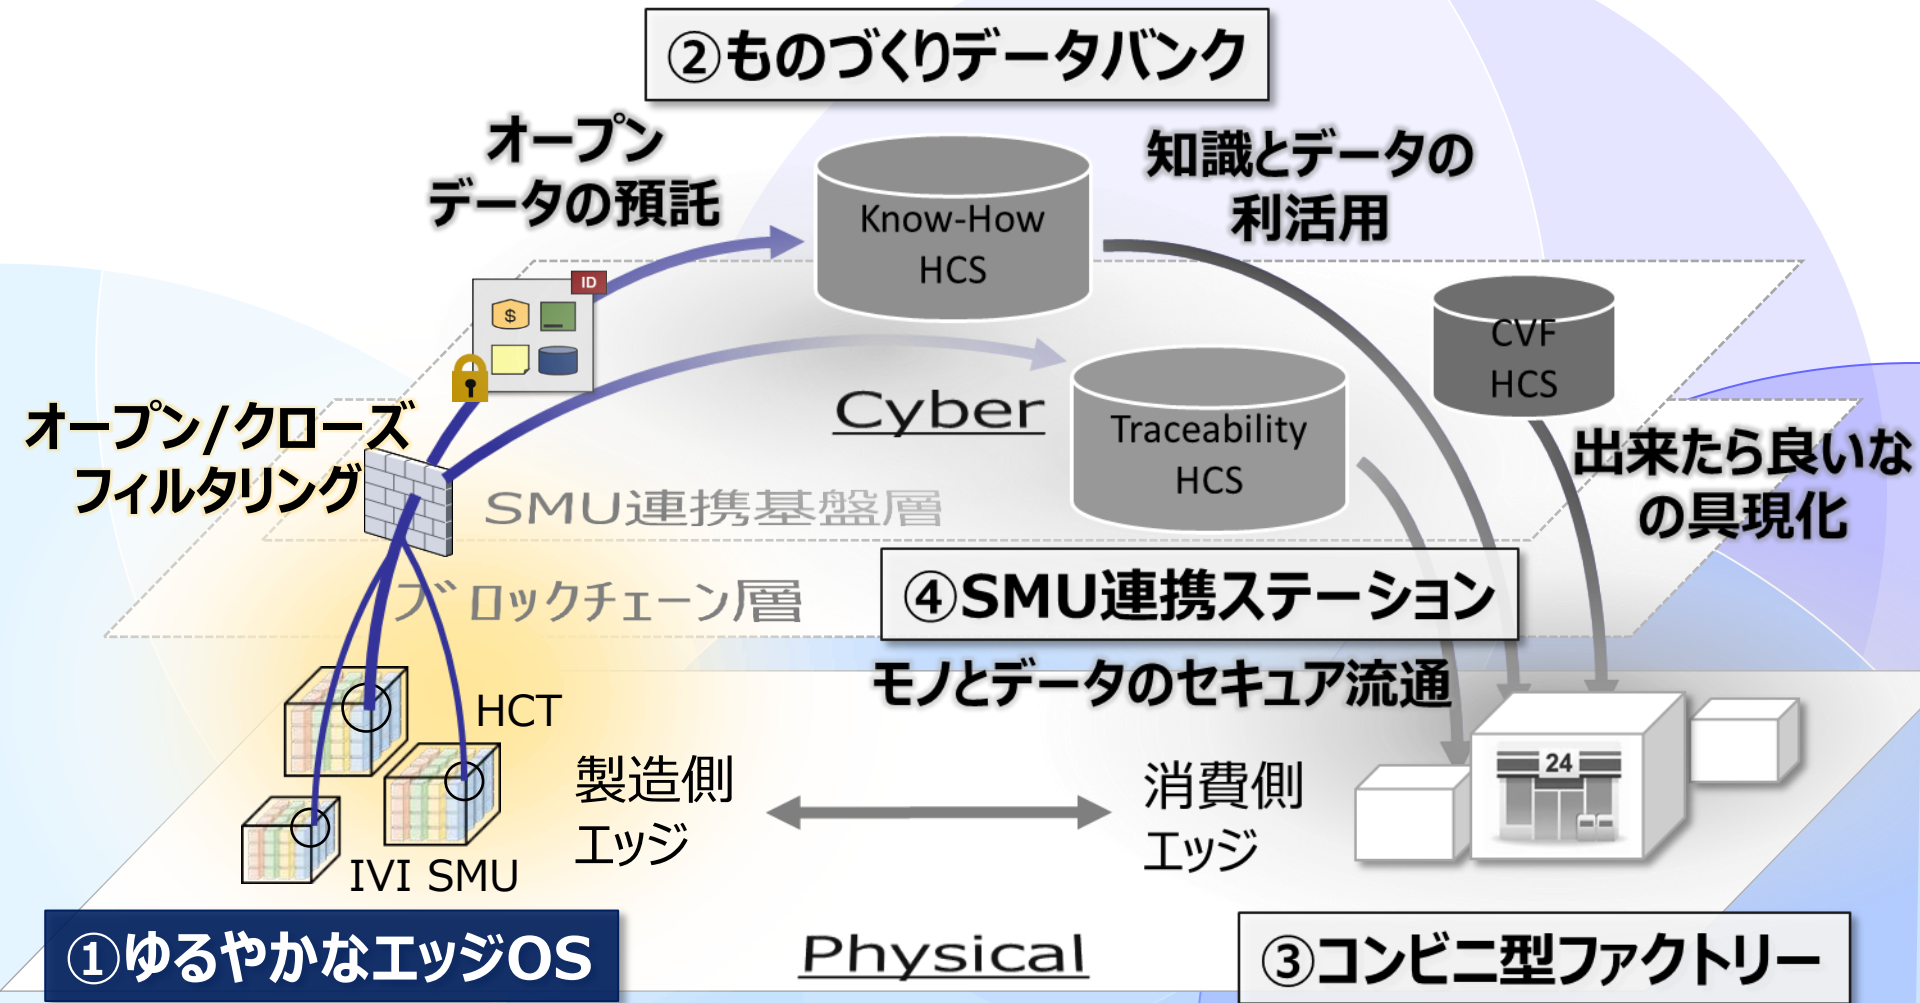 ②ものづくりデータバンク
オープン
データの預託
知識とデータの
利活用
Know-How
HCS
ID
$
CVF
HCS
Cyber
オープン/クローズ
フィルタリング
Traceability
HCS
出来たら良いな
の具現化
SMU連携基盤層
ブロックチェーン層
④SMU連携ステーション
モノとデータのセキュア流通
HCT
製造側
エッジ
消費側
エッジ
24
IVI SMU
①ゆるやかなエッジOS
Physical
③コンビニ型ファクトリー